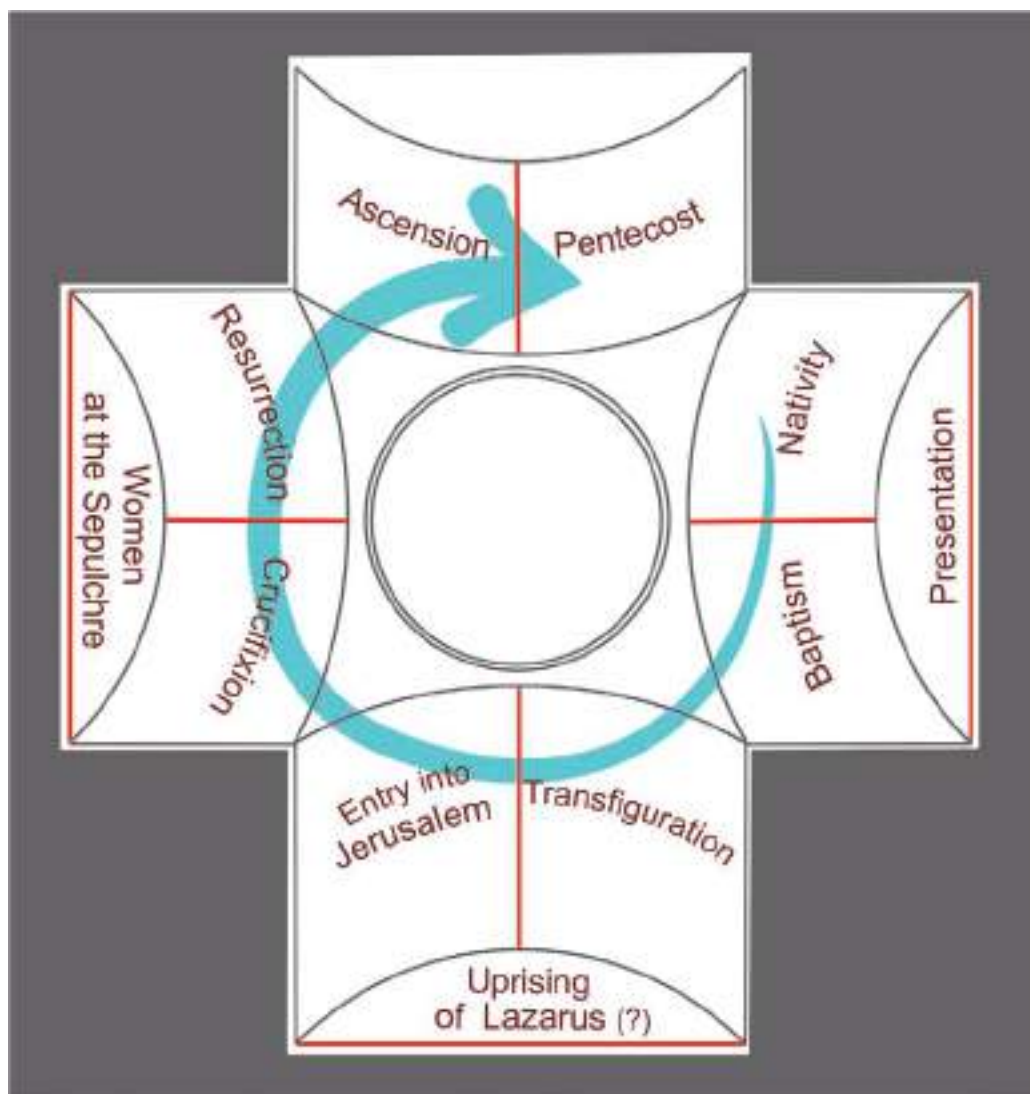 Ascension
Pentecost
Resurrection
Nativity
Women
at the Sepulchre
Presentation
Crucifixion
Baptism
Entry into
Jerusalem
Transfiguration
Uprising
of Lazarus (?)